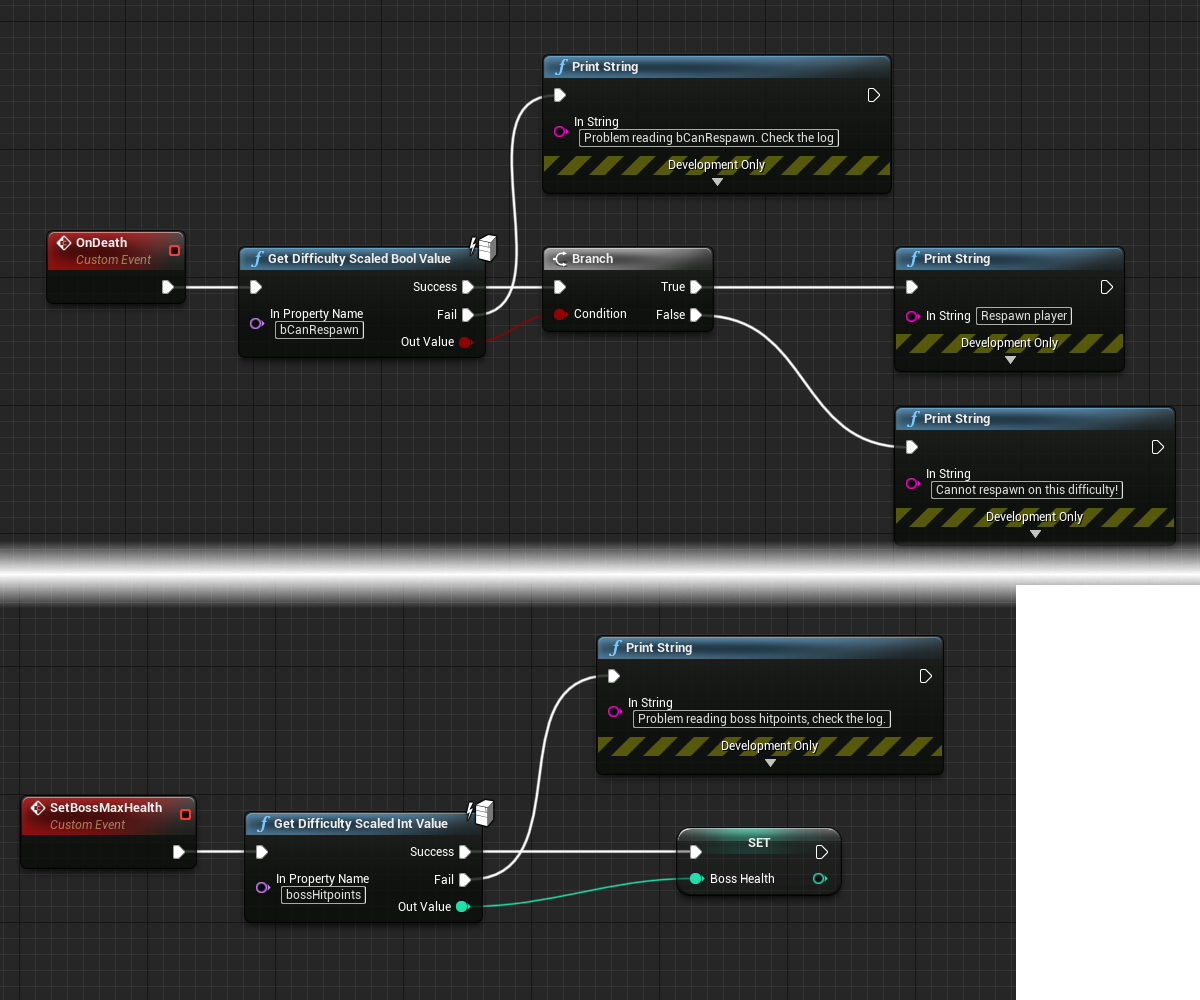 Print String
In String
Problem reading bCanRespawn. Check the log
Development Only
OnDeath
Custom Event
Get Difficulty Scaled Bool Value
Success
In Property Name
Fail
bCanRespawn
Out Value
Branch
True
Condition
False
Print String
In String Respawn player
Development Only
Print String
In String
Cannot respawn on this difficulty!
Development Only
Print String
In String
Problem reading boss hitpoints, check the log.
Development Only
SetBossMaxHealth
Custom Event
Get Difficulty Scaled Int Value
Success
In Property Name
Fail
bossHitpoints
Out Value
SET
Boss Health